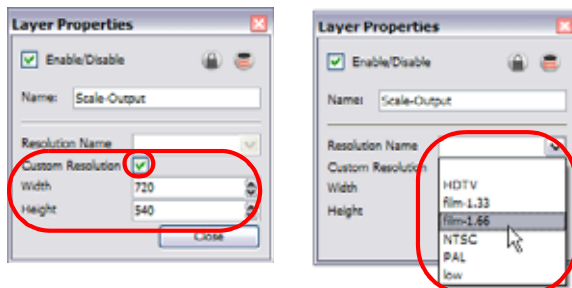 Layer Properties
Enable/Disable
Name: Scale-Output
Resolution Name
Custom Resolution
Width 720
Height 540
Close
Layer Properties
Enable/Disable
Name: Scale-Output
Resolution Name
Custom Resolution
Width
Height
HDTV
film-1.33
film-1.66
NTSC
PAL
low